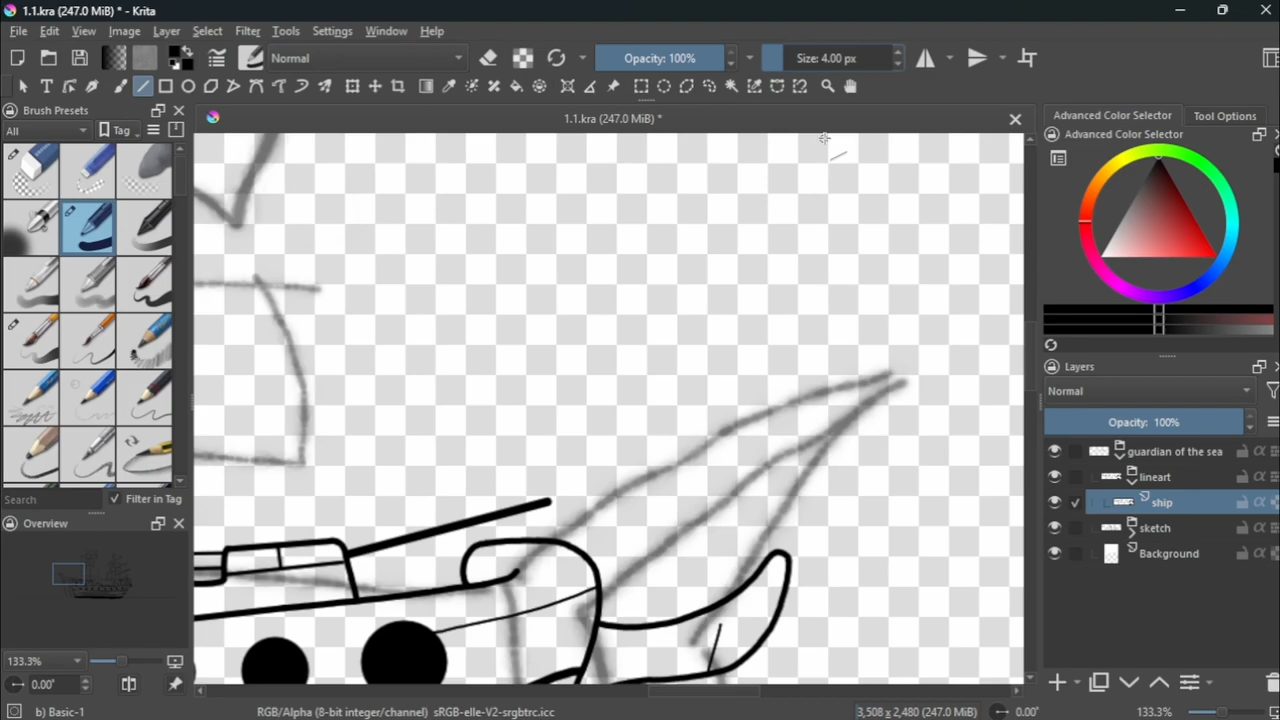 1.1.kra (247.0 MiB) * - Krita
File Edit View Image Layer Select Filter Tools Settings Window Help
Normal Opacity: 100% Size: 4.00 px
Brush Presets 1.1.kra (247.0 MiB) * Advanced Color Selector Tool Options
All Tag Advanced Color Selector
Layers
Normal
Opacity: 100%
guardian of the sea
lineart
Search Filter in Tag ship
Overview sketch
Background
133.3%
0.00°
b) Basic-1 RGB/Alpha (8-bit integer/channel) sRGB-elle-V2-srgbtrc.icc 3,508 x 2,480 (247.0 MiB) 0.00° 133.3%